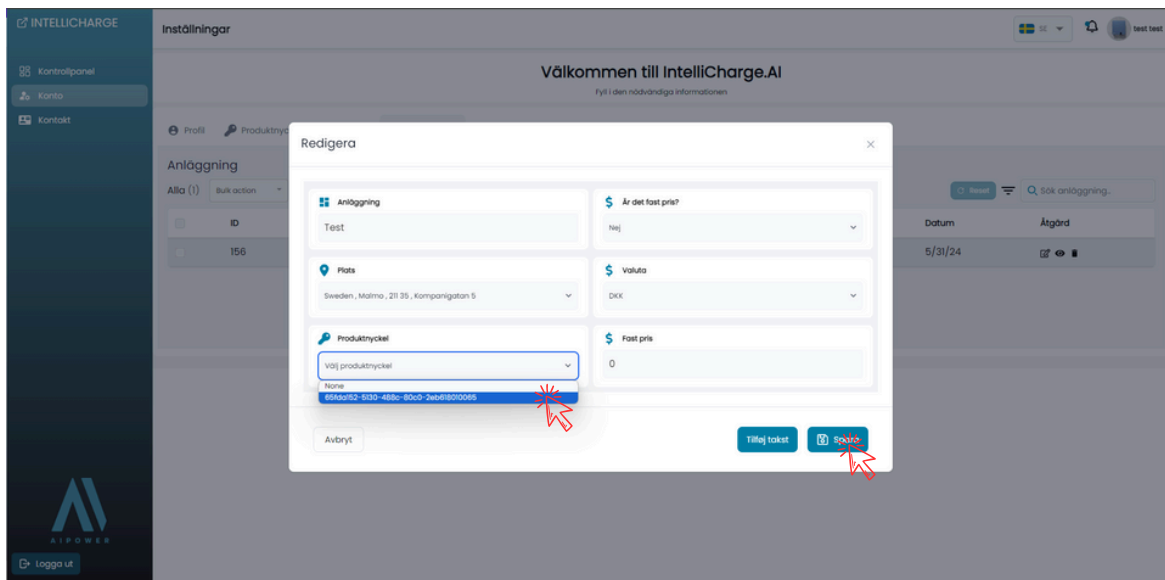 INTELLICHARGE
Inställningar
SE
test test
Kontrollpanel
Konto
Kontakt
Välkommen till IntelliCharge.AI
Fyll i den nödvändiga informationen
Profil
Anläggning
Alla (1)
Bulk action
Reset
Sök anläggning..
ID
Datum
Åtgärd
156
5/31/24
Redigera
Anläggning
Test
Är det fast pris?
Nej
Plats
Sweden , Malmo , 211 35 , Kompanigatan 5
Valuta
DKK
Produktnyckel
Välj produktnyckel
None
65fda152-5130-488c-80c0-2eb618010065
Fast pris
0
Avbryt
Tilføj takst
Spara
AIPOWER
Logga ut